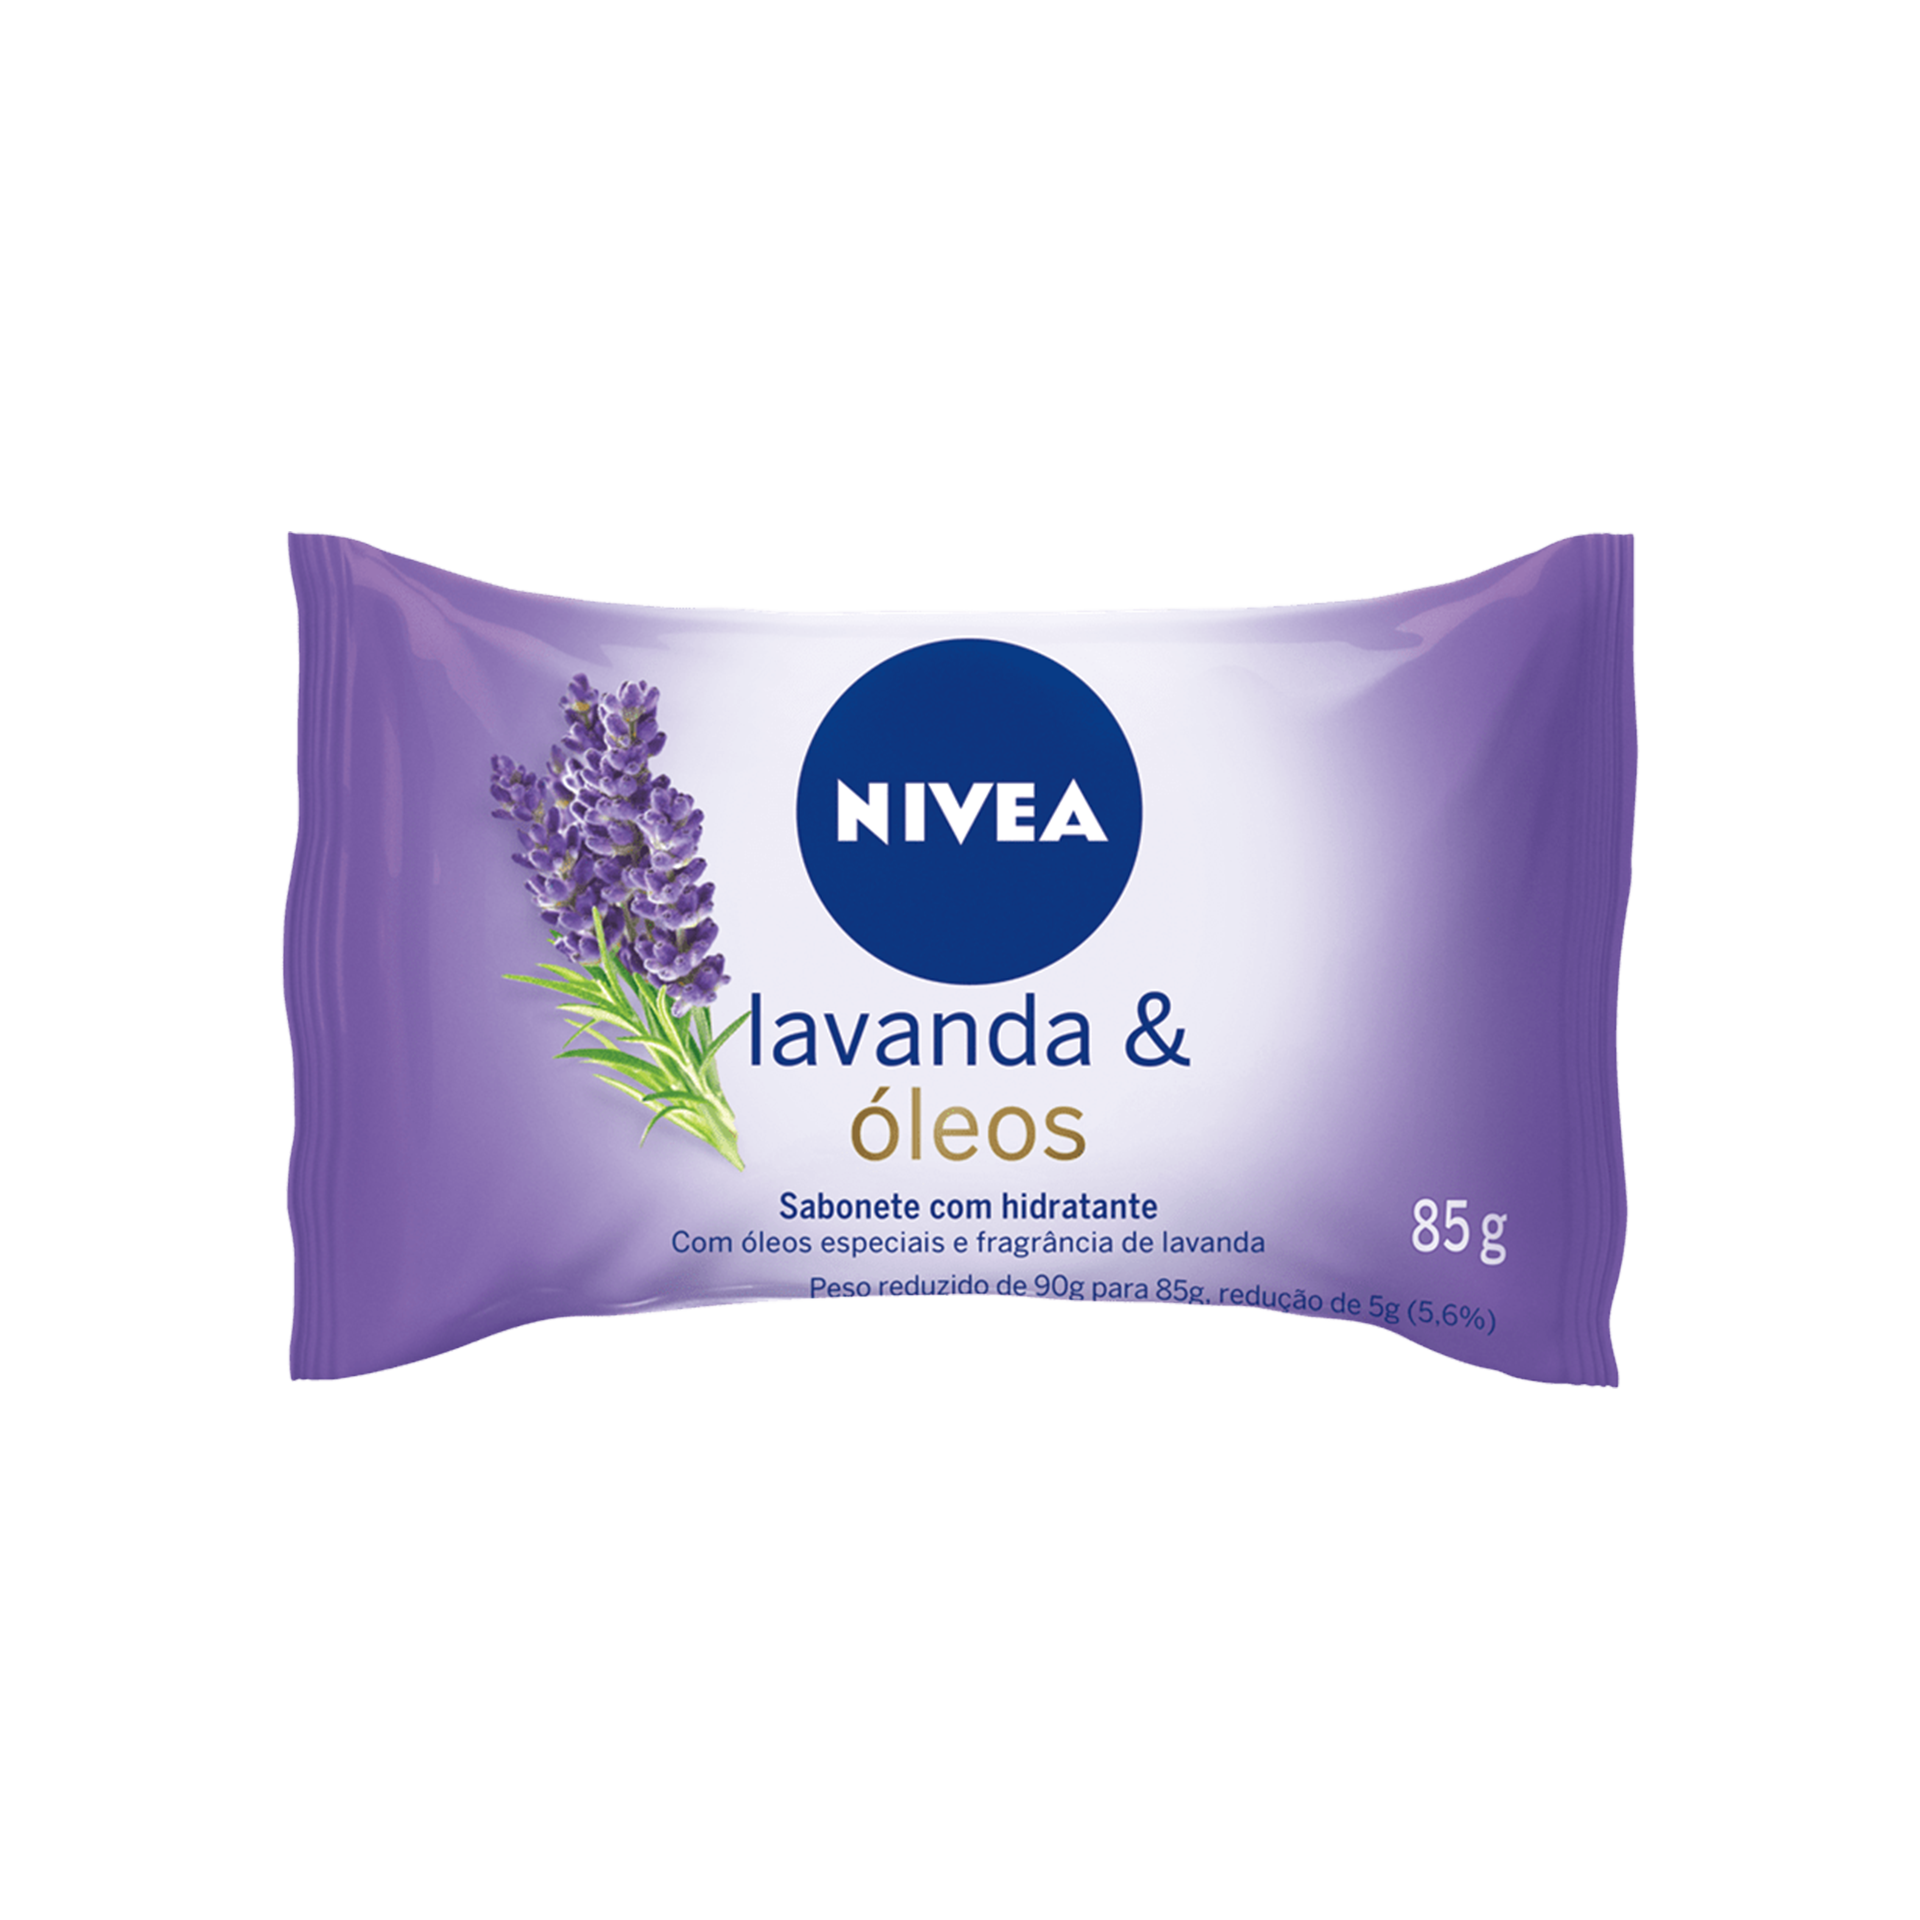 NIVEA
lavanda &
óleos
Sabonete com hidratante
Com óleos especiais e fragrância de lavanda
85 g
Peso reduzido de 90g para 85g, redução de 5g (5,6%)